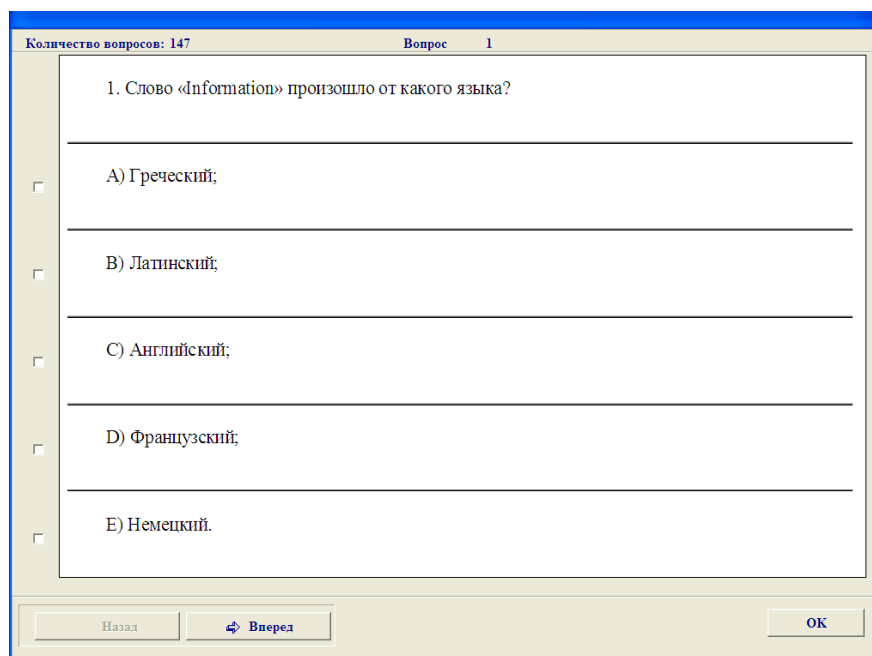 Количество вопросов: 147 Вопрос 1
1. Слово «Information» произошло от какого языка?
A) Греческий;
B) Латинский;
C) Английский;
D) Французский;
E) Немецкий.
Назад Вперед OK